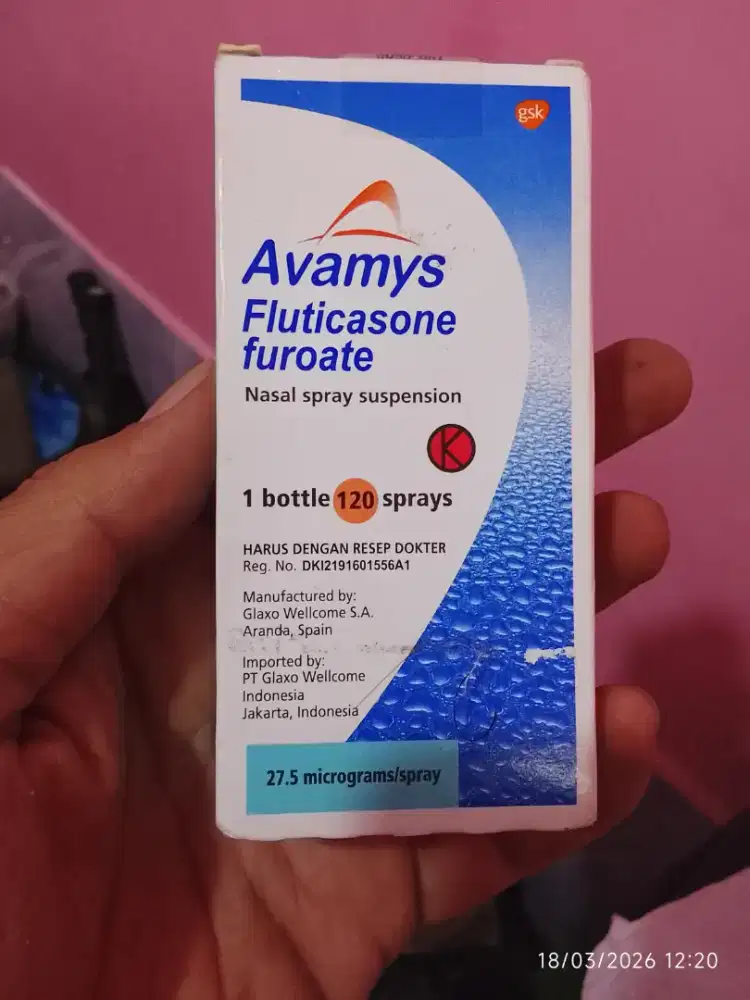 gsk
Avamys
Fluticasone
furoate
Nasal spray suspension
K
1 bottle 120 sprays
HARUS DENGAN RESEP DOKTER
Reg. No. DKI2191601556A1
Manufactured by:
Glaxo Wellcome S.A.
Aranda, Spain
Imported by:
PT Glaxo Wellcome
Indonesia
Jakarta, Indonesia
27.5 micrograms/spray
18/03/2026 12:20